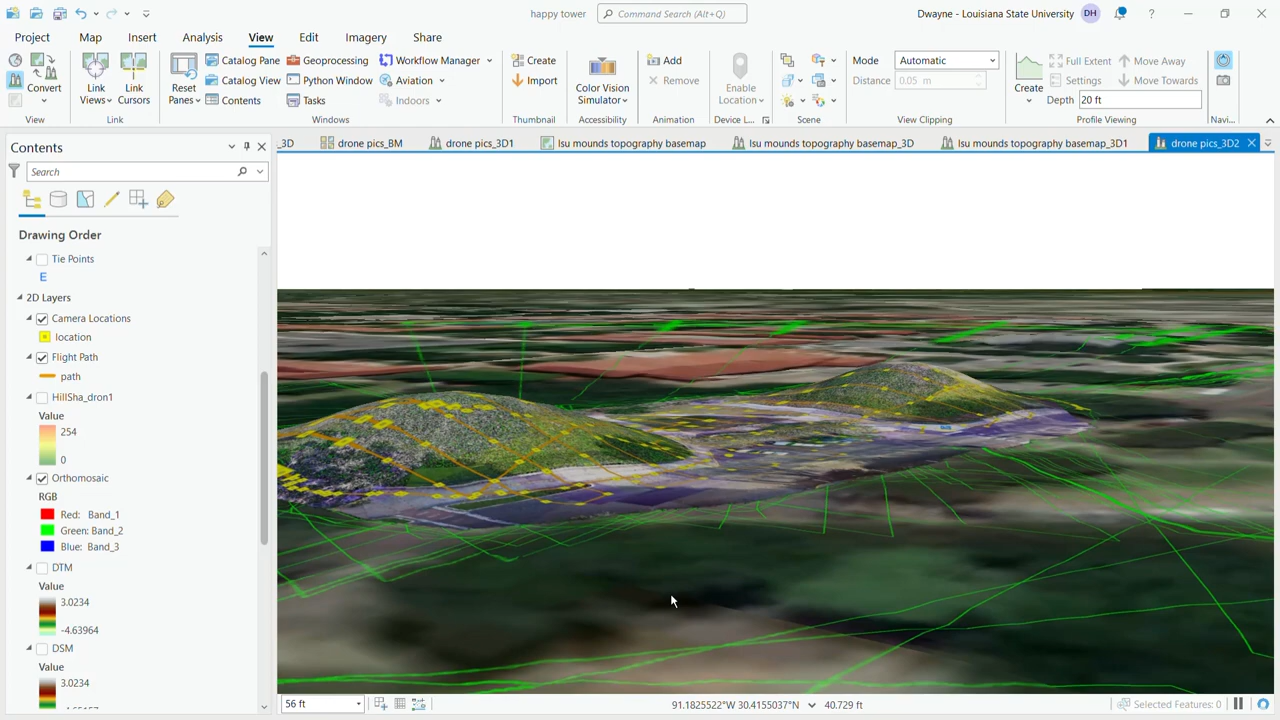 happy tower
Command Search (Alt+Q)
Dwayne - Louisiana State University
DH
?
Project
Map
Insert
Analysis
View
Edit
Imagery
Share
Convert
View
Link Views
Link Cursors
Link
Reset Panes
Catalog Pane
Catalog View
Contents
Geoprocessing
Python Window
Tasks
Workflow Manager
Aviation
Indoors
Windows
Create
Import
Thumbnail
Color Vision Simulator
Accessibility
Add
Remove
Animation
Enable Location
Device L...
Scene
Mode
Automatic
Distance
0.05 m
View Clipping
Create
Full Extent
Move Away
Settings
Move Towards
Depth
20 ft
Profile Viewing
Navi...
Contents
Search
Drawing Order
Tie Points
E
2D Layers
Camera Locations
location
Flight Path
path
HillSha_dron1
Value
254
0
Orthomosaic
RGB
Red: Band_1
Green: Band_2
Blue: Band_3
DTM
Value
3.0234
-4.63964
DSM
Value
3.0234
_3D
drone pics_BM
drone pics_3D1
lsu mounds topography basemap
lsu mounds topography basemap_3D
lsu mounds topography basemap_3D1
drone pics_3D2
56 ft
91.1825522°W 30.4155037°N
40.729 ft
Selected Features: 0